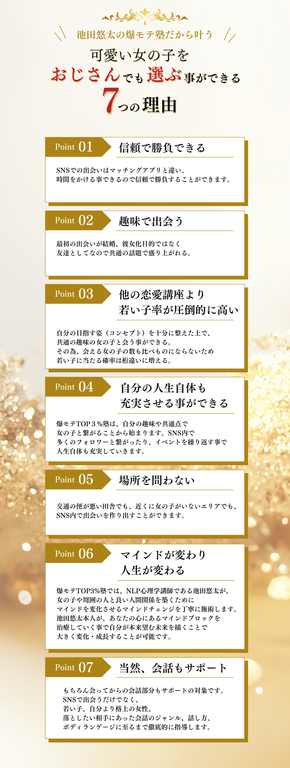 池田悠太の爆モテ塾だから叶う
可愛い女の子を
おじさんでも選ぶ事ができる
7つの理由
Point 01 信頼で勝負できる
SNSでの出会いはマッチングアプリと違い、
時間をかける事できるので信頼で勝負することができます。
Point 02 趣味で出会う
最初の出会いが結婚、彼女化目的ではなく
友達としてなので共通の話題で盛り上がれる。
Point 03 他の恋愛講座より
若い子率が圧倒的に高い
自分の目指す姿（コンセプト）を十分に整えた上で、
共通の趣味の女の子と会う事ができる。
その為、会える女の子の数も比べものにならないため
若い子に当たる確率は桁違いに増える。
Point 04 自分の人生自体も
充実させる事ができる
爆モテTOP３%塾は、自分の趣味や共通点で
女の子と繋がることから始まります。SNS内で
多くのフォロワーと繋がったり、イベントを繰り返す事で
人生自体も充実していきます。
Point 05 場所を問わない
交通の便が悪い田舎でも、近くに女の子がいないエリアでも、
SNS内で出会いを作り出すことができます。
Point 06 マインドが変わり
人生が変わる
爆モテTOP3%塾では、NLP心理学講師である池田悠太が、
女の子や周囲の人と良い人間関係を築くために
マインドを変化させるマインドチェンジを丁寧に施術します。
池田悠太本人が、あなたの心にあるマインドブロックを
治療していく事で自分が本来望む未来を描くことで
大きく変化・成長することが可能です。
Point 07 当然、会話もサポート
もちろん会ってからの会話部分もサポートの対象です。
SNSで出会うだけでなく、
若い子、自分より格上の女性、
落としたい相手にあった会話のジャンル、話し方、
ボディランゲージに至るまで徹底的に指導します。